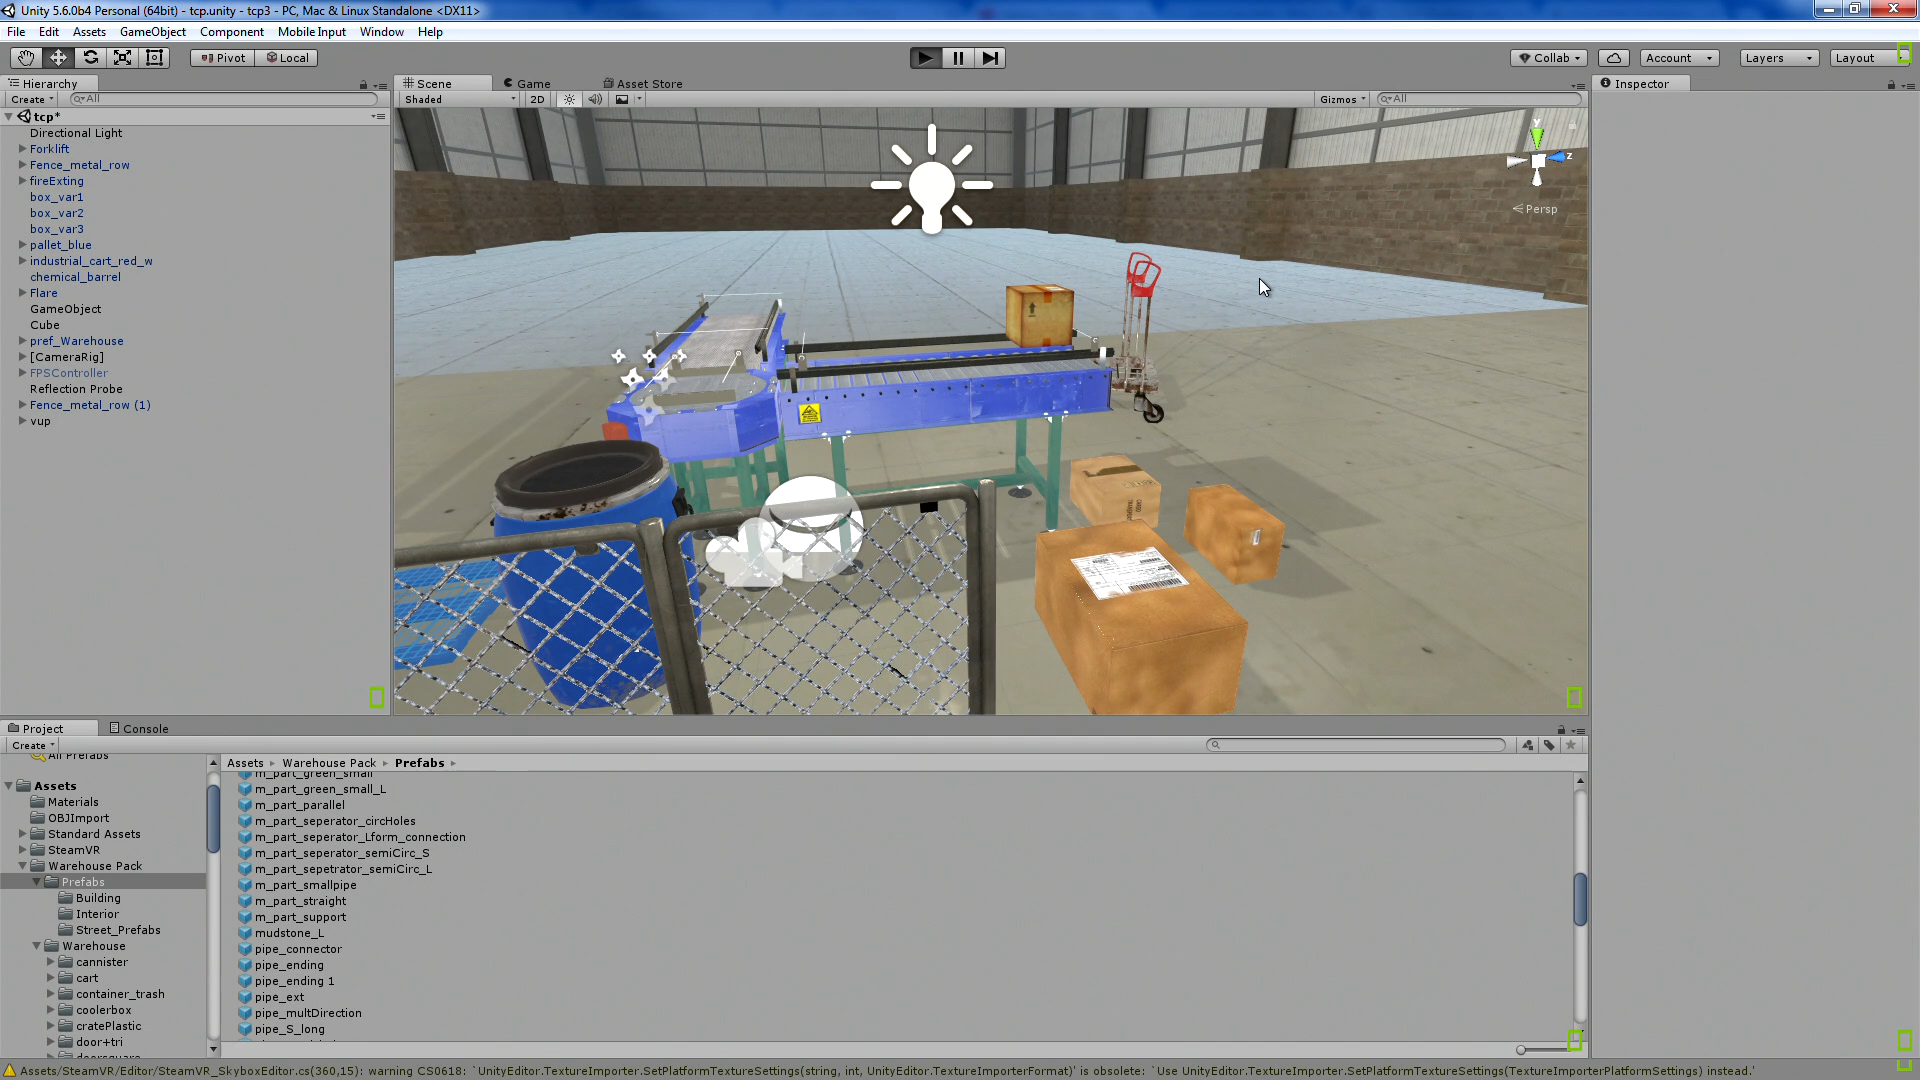 Unity 5.6.0b4 Personal (64bit) - tcp.unity - tcp3 - PC, Mac & Linux Standalone <DX11>
File Edit Assets GameObject Component Mobile Input Window Help
Pivot Local Collab Account Layers Layout
Hierarchy
Create All
tcp*
Directional Light
Forklift
Fence_metal_row
fireExting
box_var1
box_var2
box_var3
pallet_blue
industrial_cart_red_w
chemical_barrel
Flare
GameObject
Cube
pref_Warehouse
[CameraRig]
FPSController
Reflection Probe
Fence_metal_row (1)
vup
Scene Game Asset Store
Shaded 2D Gizmos All
y
z
Persp
Inspector
Project Console
Create
All Prefabs
Assets
Materials
OBJImport
Standard Assets
SteamVR
Warehouse Pack
Prefabs
Building
Interior
Street_Prefabs
Warehouse
cannister
cart
container_trash
coolerbox
cratePlastic
door+tri
doorsquare
Assets Warehouse Pack Prefabs
m_part_green_small
m_part_green_small_L
m_part_parallel
m_part_seperator_circHoles
m_part_seperator_Lform_connection
m_part_seperator_semiCirc_S
m_part_sepetrator_semiCirc_L
m_part_smallpipe
m_part_straight
m_part_support
mudstone_L
pipe_connector
pipe_ending
pipe_ending 1
pipe_ext
pipe_multDirection
pipe_S_long
Assets/SteamVR/Editor/SteamVR_SkyboxEditor.cs(360,15): warning CS0618: `UnityEditor.TextureImporter.SetPlatformTextureSettings(string, int, UnityEditor.TextureImporterFormat)' is obsolete: `Use UnityEditor.TextureImporter.SetPlatformTextureSettings(TextureImporterPlatformSettings) instead.'